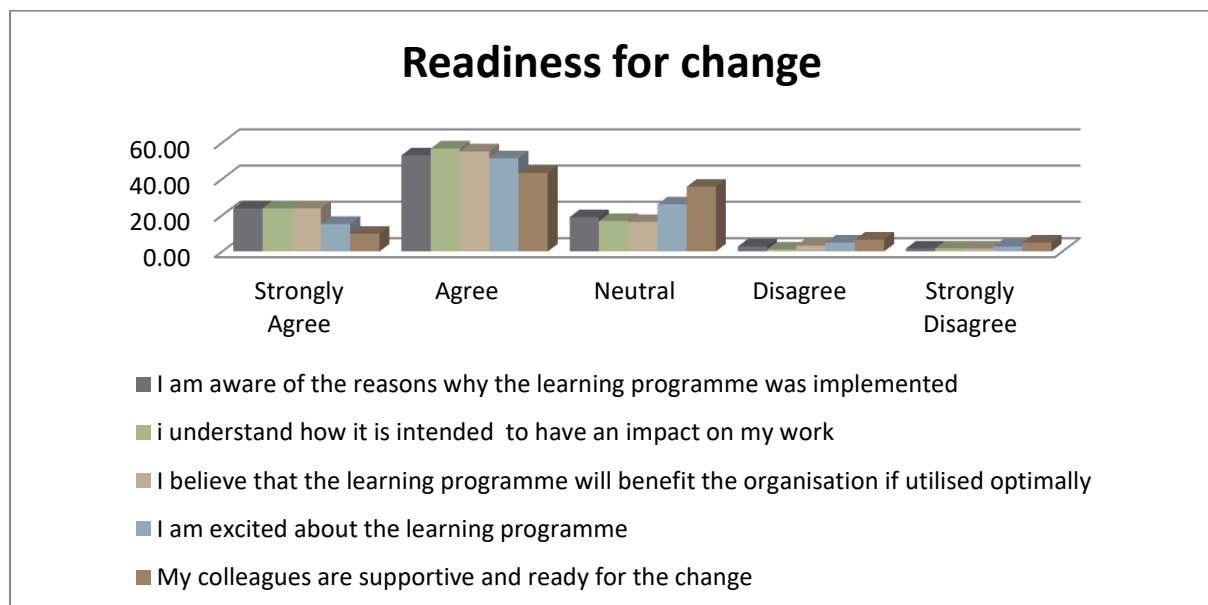 Readiness for change
60.00
40.00
20.00
0.00
Strongly Agree
Agree
Neutral
Disagree
Strongly Disagree
I am aware of the reasons why the learning programme was implemented
i understand how it is intended to have an impact on my work
I believe that the learning programme will benefit the organisation if utilised optimally
I am excited about the learning programme
My colleagues are supportive and ready for the change